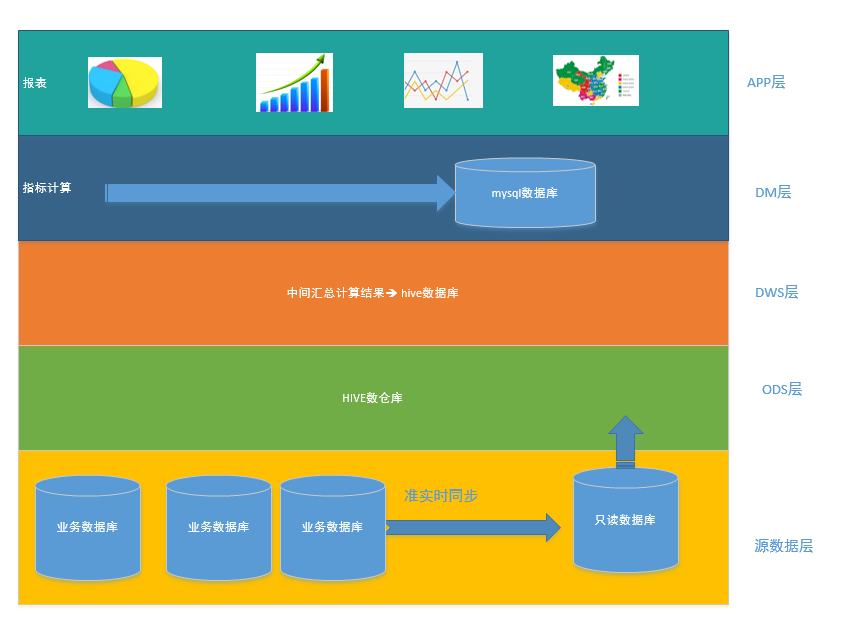 报表
APP层
指标计算
mysql数据库
DM层
中间汇总计算结果➔ hive数据库
DWS层
HIVE数仓库
ODS层
准实时同步
业务数据库
业务数据库
业务数据库
只读数据库
源数据层